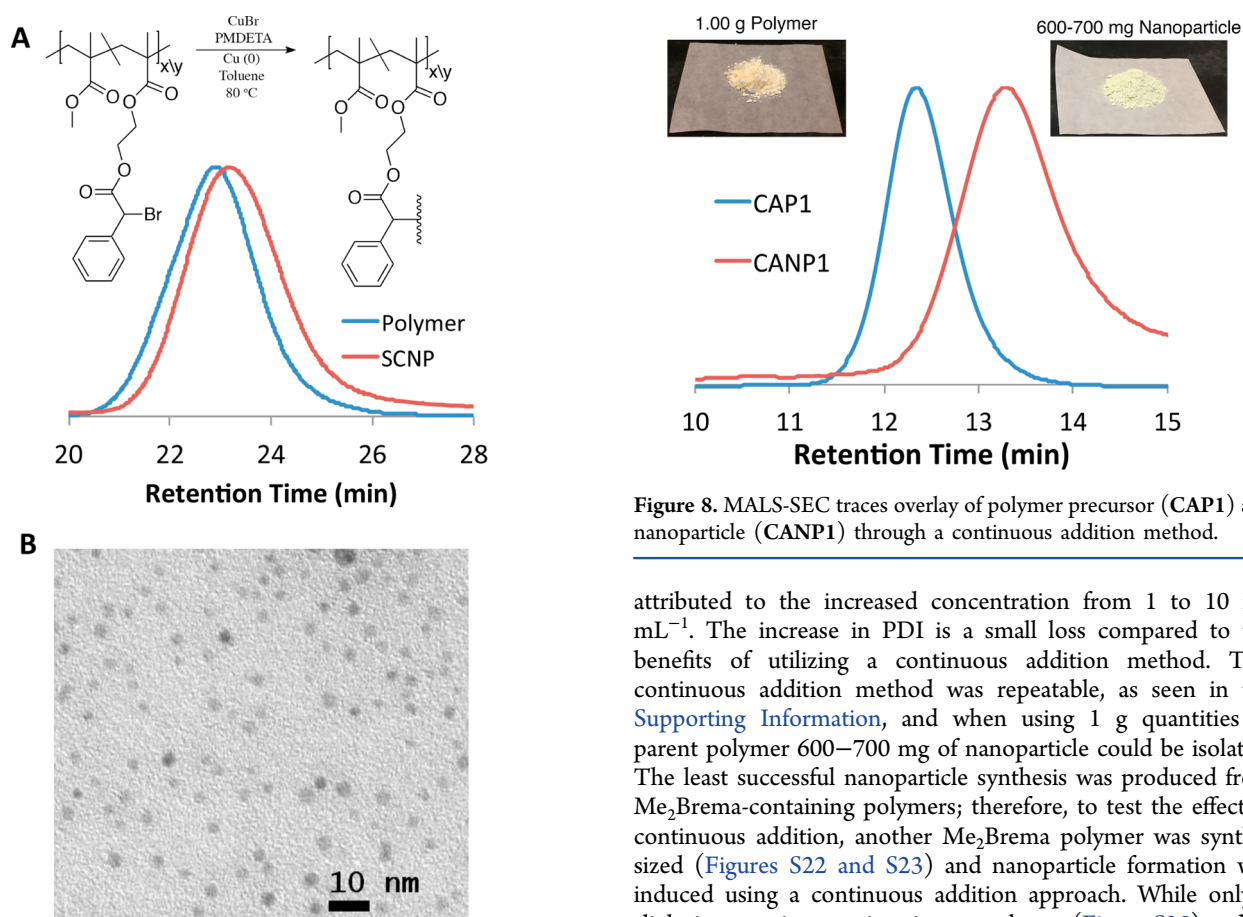 A
CuBr
PMDETA
Cu (0)
Toluene
80 °C
x\y
x\y
O
O
O
O
O
O
Br
O
O
O
O
O
O
Polymer
SCNP
20 22 24 26 28
Retention Time (min)
B
10 nm
1.00 g Polymer
600-700 mg Nanoparticle
CAP1
CANP1
10 11 12 13 14 15
Retention Time (min)
Figure 8. MALS-SEC traces overlay of polymer precursor (CAP1)
nanoparticle (CANP1) through a continuous addition method.
attributed to the increased concentration from 1 to 10
mL⁻¹. The increase in PDI is a small loss compared to
benefits of utilizing a continuous addition method.
continuous addition method was repeatable, as seen in
Supporting Information, and when using 1 g quantities
parent polymer 600–700 mg of nanoparticle could be
The least successful nanoparticle synthesis was produced
Me₂Brema-containing polymers; therefore, to test the
continuous addition, another Me₂Brema polymer was
sized (Figures S22 and S23) and nanoparticle formation
induced using a continuous addition approach. While